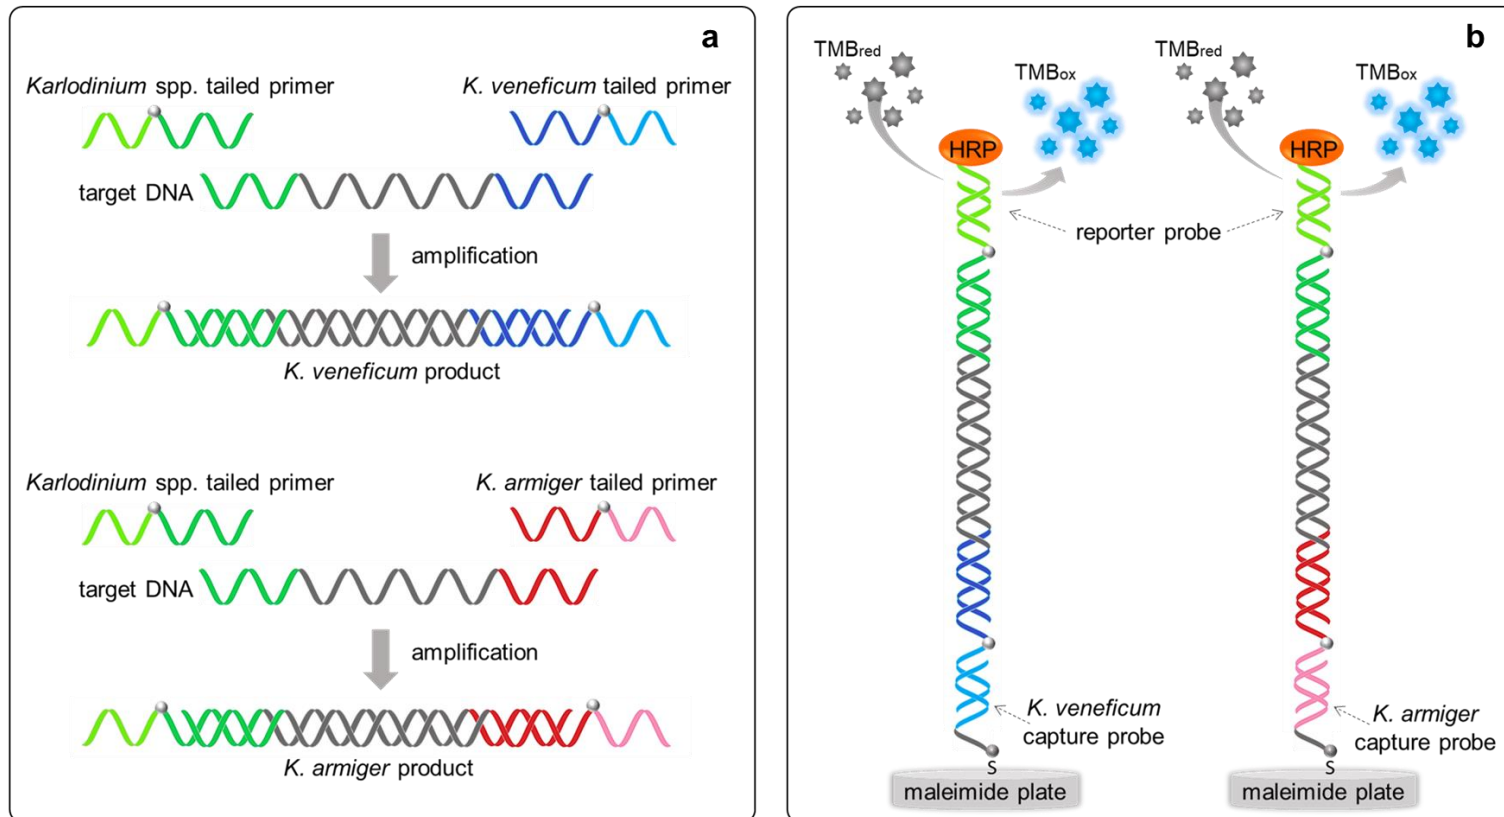 a
Karlodinium spp. tailed primer
K. veneficum tailed primer
target DNA
amplification
K. veneficum product
Karlodinium spp. tailed primer
K. armiger tailed primer
target DNA
amplification
K. armiger product
b
TMBred
TMBox
HRP
TMBred
TMBox
HRP
reporter probe
K. veneficum
capture probe
S
maleimide plate
K. armiger
capture probe
S
maleimide plate